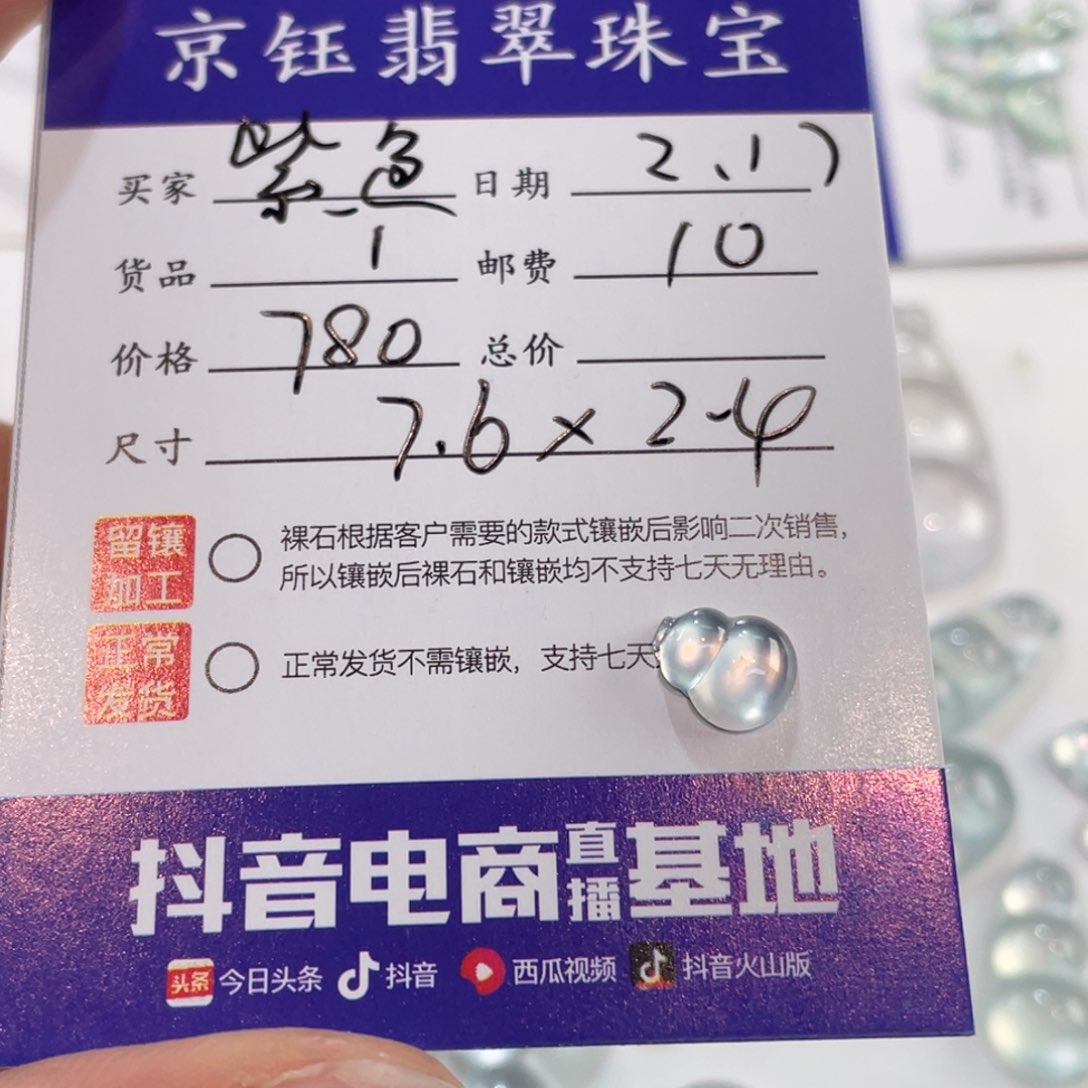 京钰翡翠珠宝
买家 紫色 日期 2、17
货品 1 邮费 10
价格 780 总价
尺寸 7.6×2.4
留镶加工 裸石根据客户需要的款式镶嵌后影响二次销售，
所以镶嵌后裸石和镶嵌均不支持七天无理由。
正常发货 正常发货不需镶嵌，支持七天
抖音电商直播基地
头条 今日头条 抖音 西瓜视频 抖音火山版